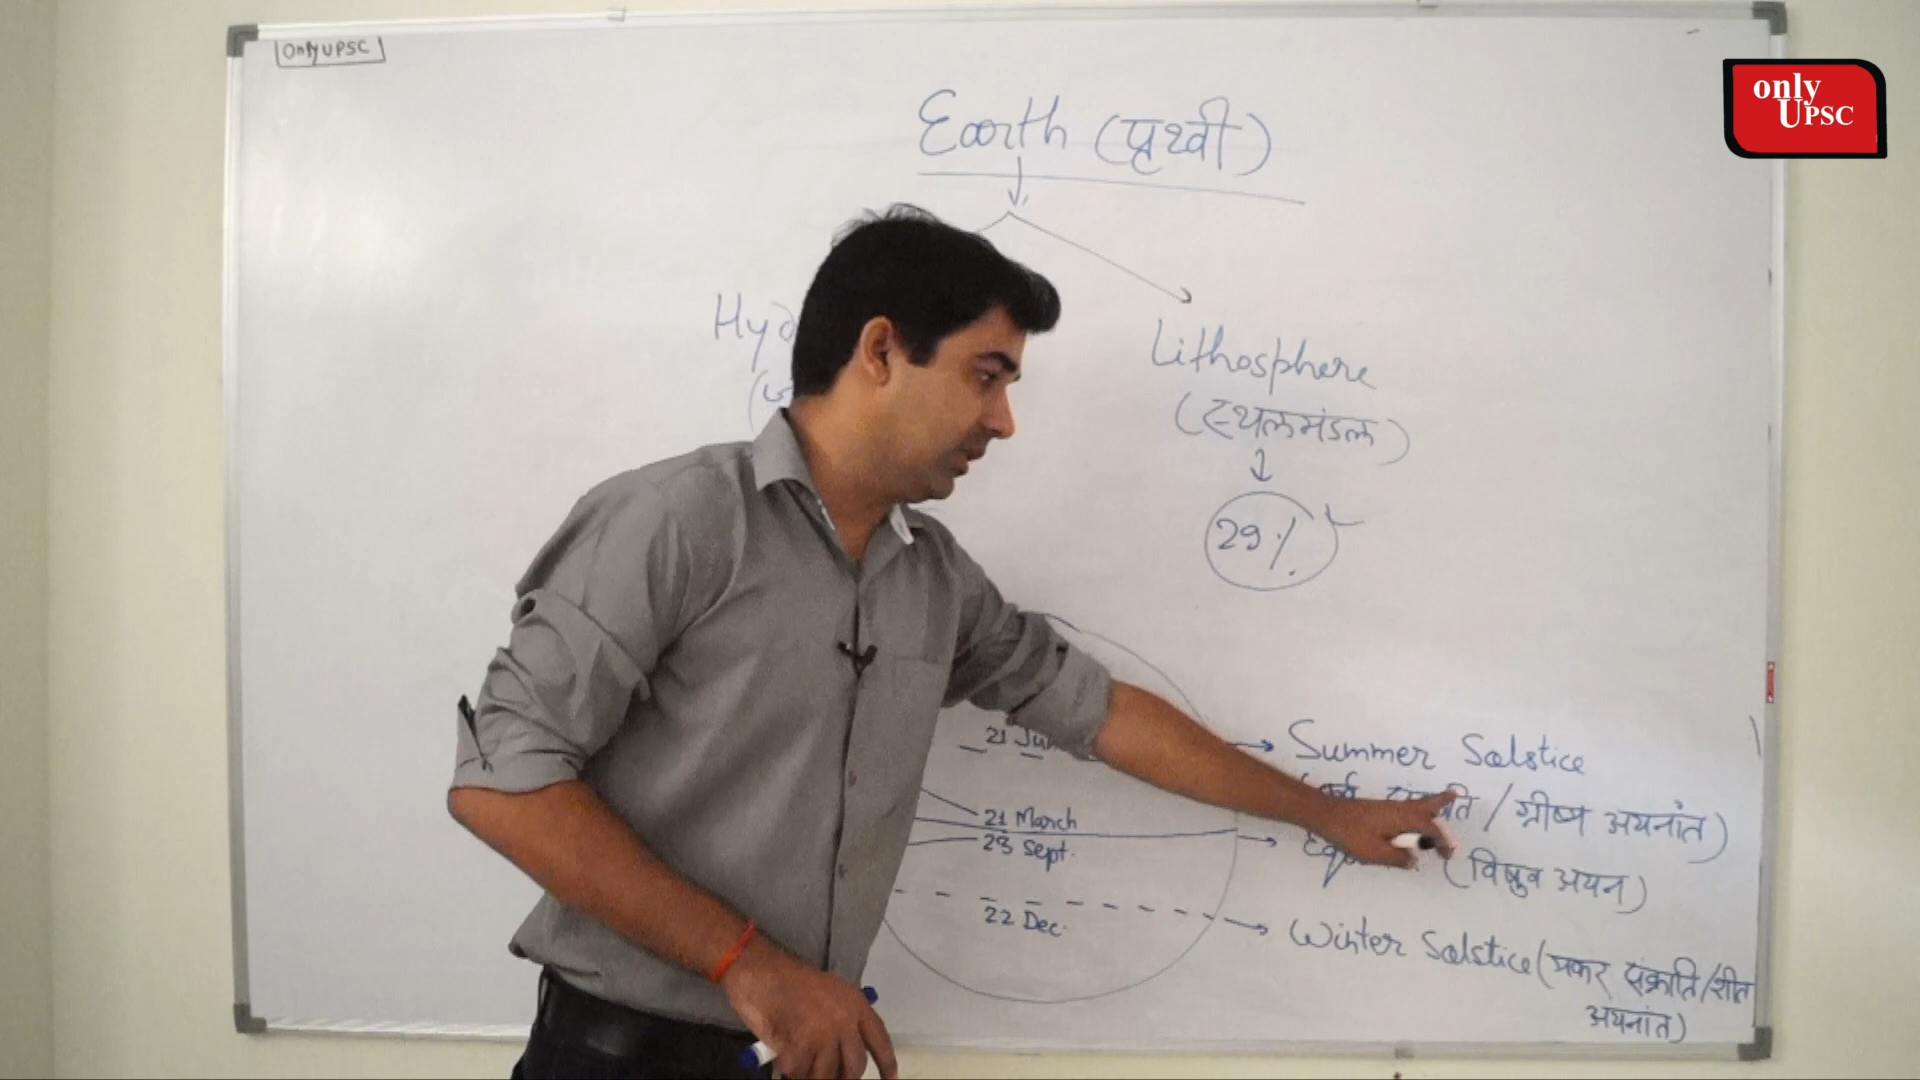 OnlyUPSC
only
UPSC
Earth (पृथ्वी)
Lithosphere
(स्थलमंडल)
29%
21
Summer Solstice
/ ग्रीष्म अयनांत)
21 March
23 Sept.
(विषुव अयन)
22 Dec.
Winter Solstice (मकर संक्राति/शीत
अयनांत)